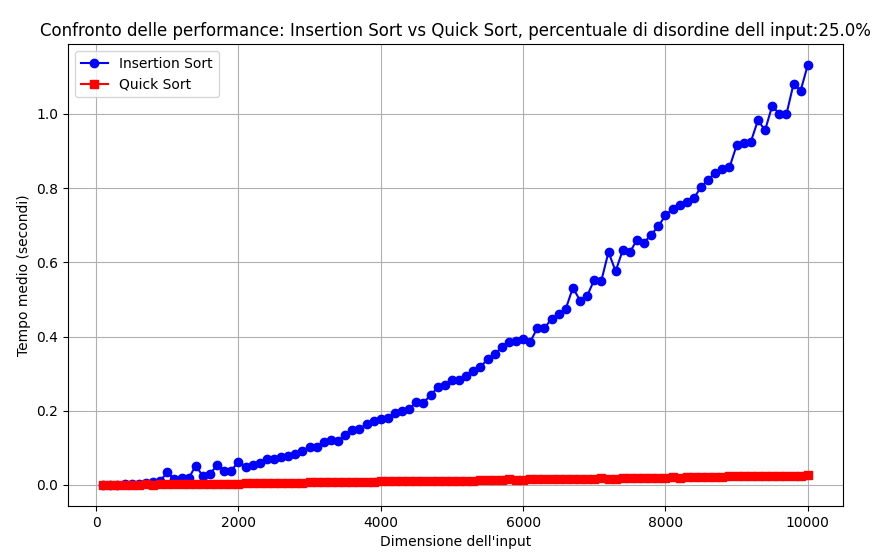 Confronto delle performance: Insertion Sort vs Quick Sort, percentuale di disordine dell input:25.0%
Insertion Sort
Quick Sort
Tempo medio (secondi)
1.0
0.8
0.6
0.4
0.2
0.0
0 2000 4000 6000 8000 10000
Dimensione dell'input